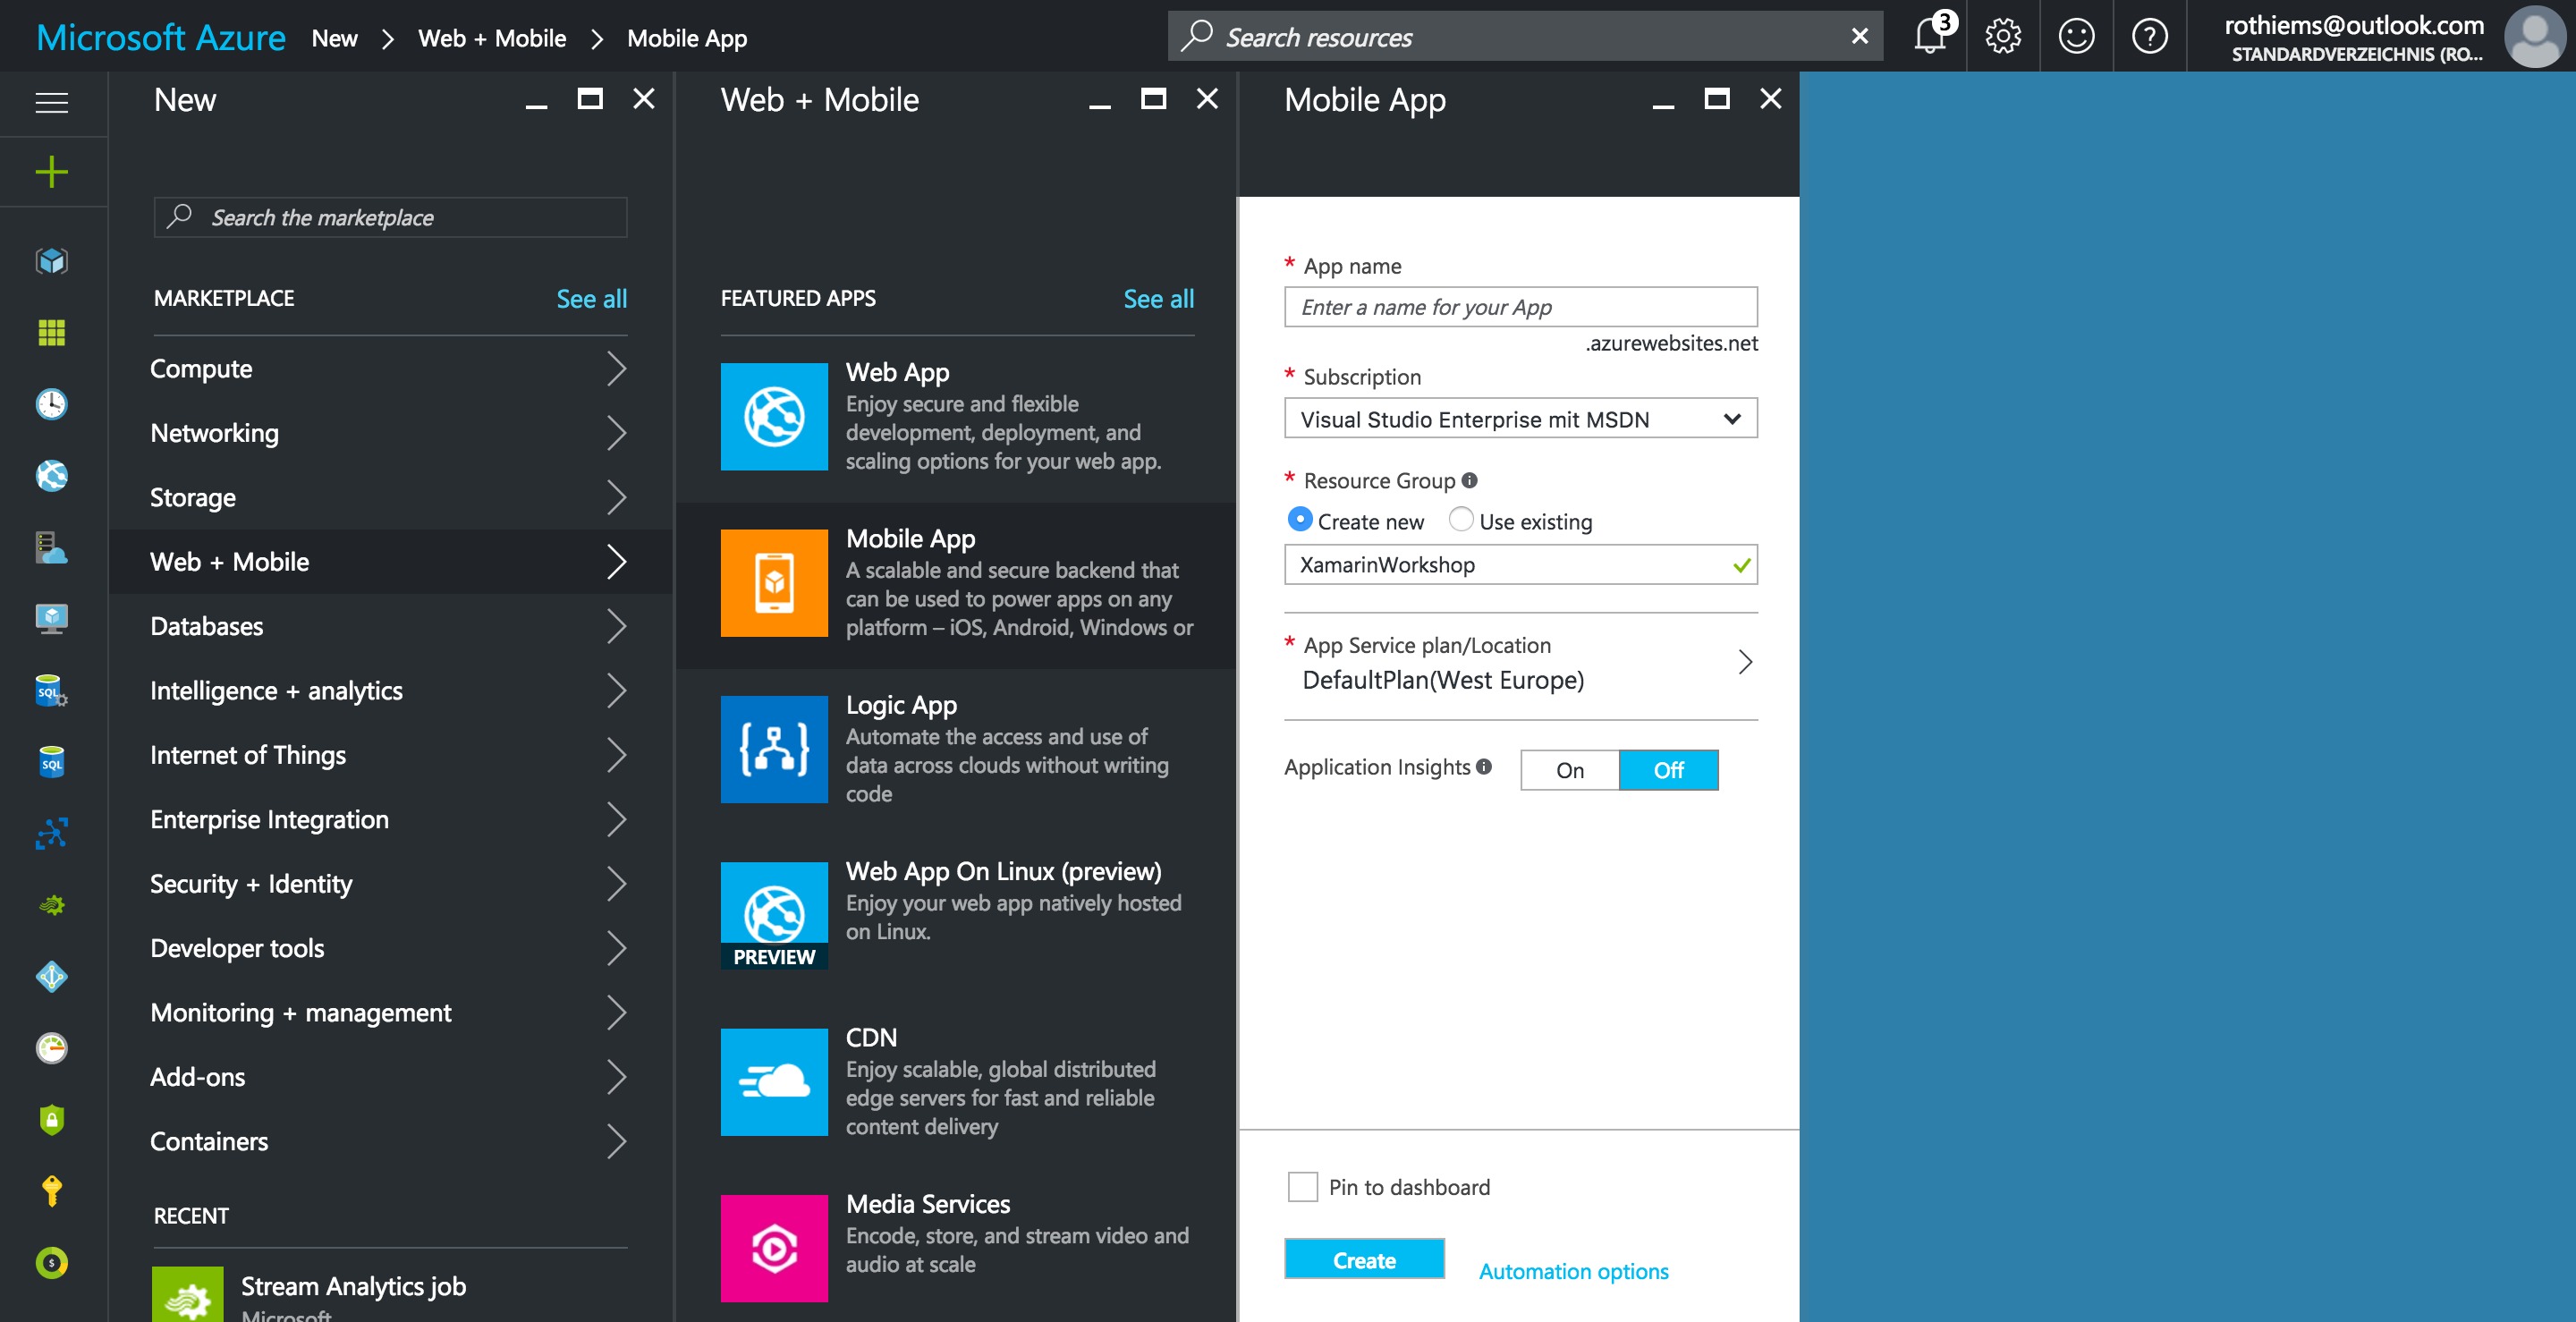 Microsoft Azure New Web + Mobile Mobile App
Search resources
3
rothiems@outlook.com
STANDARDVERZEICHNIS (RO...
New
Search the marketplace
MARKETPLACE See all
Compute
Networking
Storage
Web + Mobile
Databases
Intelligence + analytics
Internet of Things
Enterprise Integration
Security + Identity
Developer tools
Monitoring + management
Add-ons
Containers
RECENT
Stream Analytics job
Microsoft
Web + Mobile
FEATURED APPS See all
Web App
Enjoy secure and flexible
development, deployment, and
scaling options for your web app.
Mobile App
A scalable and secure backend that
can be used to power apps on any
platform – iOS, Android, Windows or
Logic App
Automate the access and use of
data across clouds without writing
code
Web App On Linux (preview)
Enjoy your web app natively hosted
on Linux.
PREVIEW
CDN
Enjoy scalable, global distributed
edge servers for fast and reliable
content delivery
Media Services
Encode, store, and stream video and
audio at scale
Mobile App
* App name
Enter a name for your App
.azurewebsites.net
* Subscription
Visual Studio Enterprise mit MSDN
* Resource Group
Create new Use existing
XamarinWorkshop
* App Service plan/Location
DefaultPlan(West Europe)
Application Insights On Off
Pin to dashboard
Create Automation options
SQL
SQL